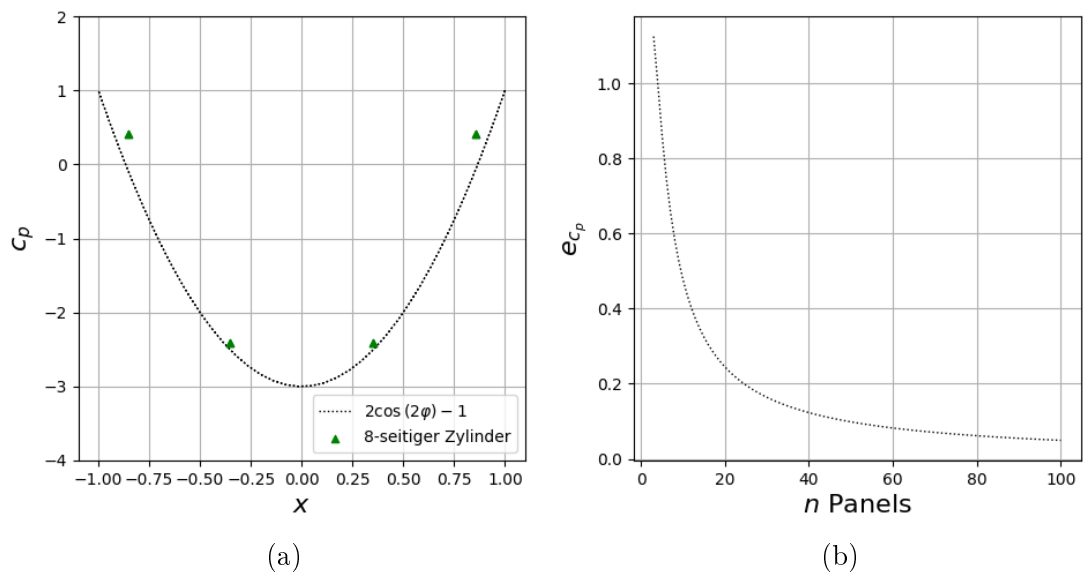 2
1
0
−1
−2
−3
−4
c_p
2cos (2φ) − 1
8-seitiger Zylinder
−1.00 −0.75 −0.50 −0.25 0.00 0.25 0.50 0.75 1.00
x
(a)
1.0
0.8
0.6
0.4
0.2
0.0
e_{c_p}
0 20 40 60 80 100
n Panels
(b)